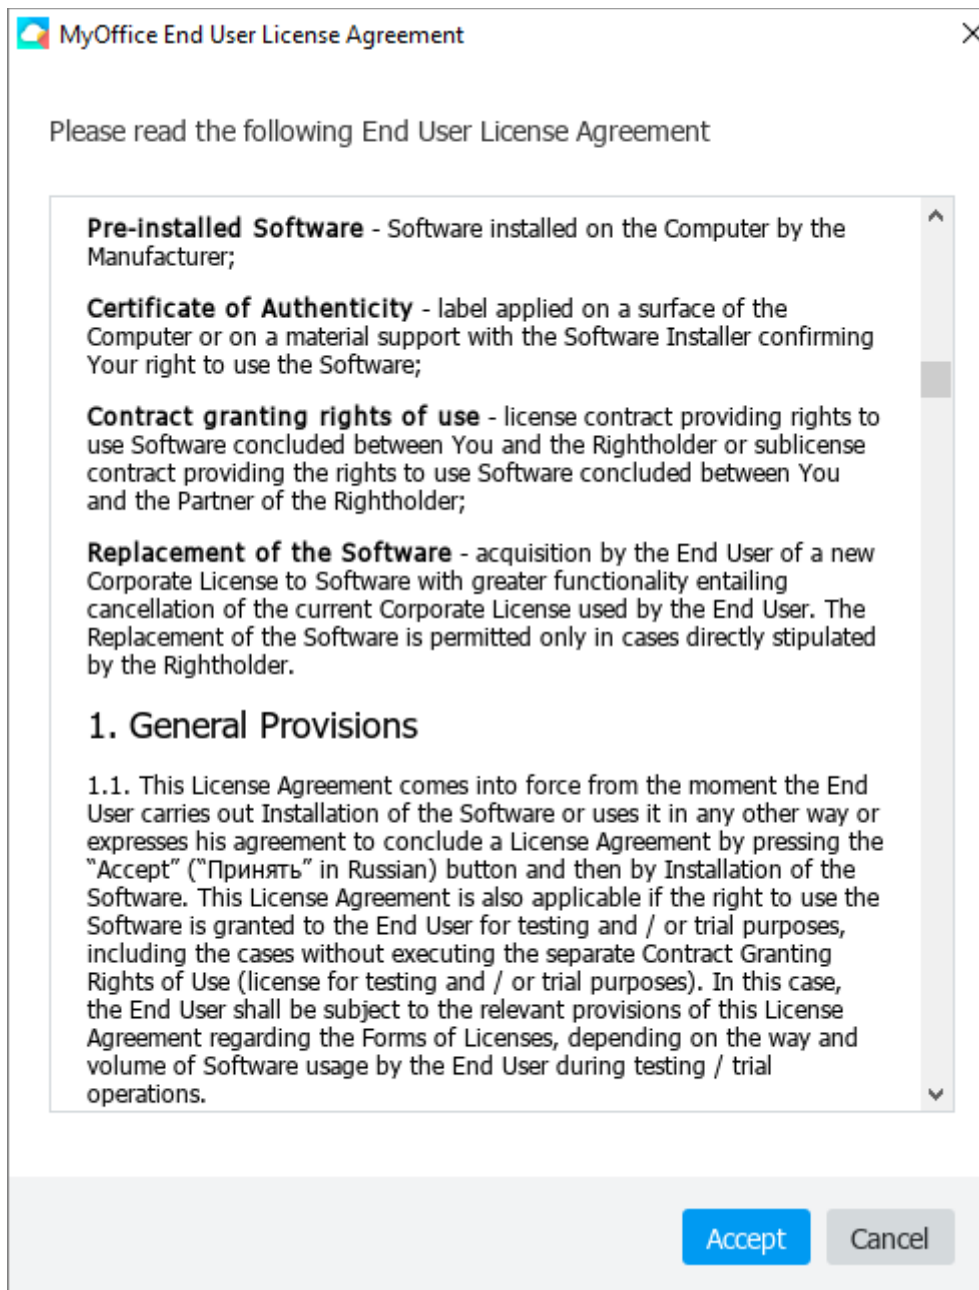 MyOffice End User License Agreement
Please read the following End User License Agreement
Pre-installed Software - Software installed on the Computer by the
Manufacturer;
Certificate of Authenticity - label applied on a surface of the
Computer or on a material support with the Software Installer confirming
Your right to use the Software;
Contract granting rights of use - license contract providing rights to
use Software concluded between You and the Rightholder or sublicense
contract providing the rights to use Software concluded between You
and the Partner of the Rightholder;
Replacement of the Software - acquisition by the End User of a new
Corporate License to Software with greater functionality entailing
cancellation of the current Corporate License used by the End User. The
Replacement of the Software is permitted only in cases directly stipulated
by the Rightholder.
1. General Provisions
1.1. This License Agreement comes into force from the moment the End
User carries out Installation of the Software or uses it in any other way or
expresses his agreement to conclude a License Agreement by pressing the
“Accept” (“Принять” in Russian) button and then by Installation of the
Software. This License Agreement is also applicable if the right to use the
Software is granted to the End User for testing and / or trial purposes,
including the cases without executing the separate Contract Granting
Rights of Use (license for testing and / or trial purposes). In this case,
the End User shall be subject to the relevant provisions of this License
Agreement regarding the Forms of Licenses, depending on the way and
volume of Software usage by the End User during testing / trial
operations.
Accept Cancel